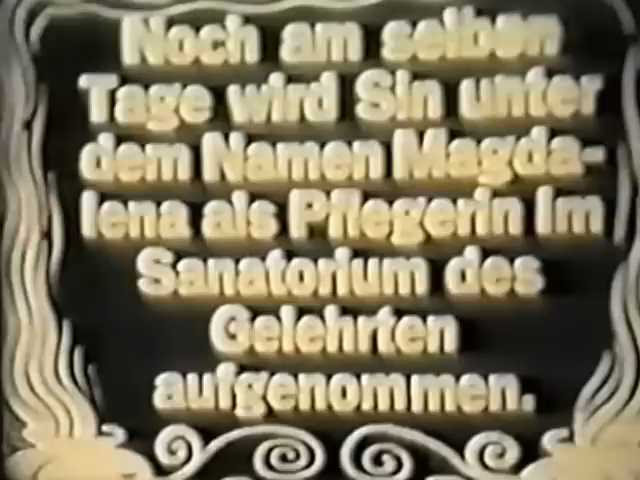 Noch am selben
Tage wird Sin unter
dem Namen Magda-
lena als Pflegerin im
Sanatorium des
Gelehrten
aufgenommen.